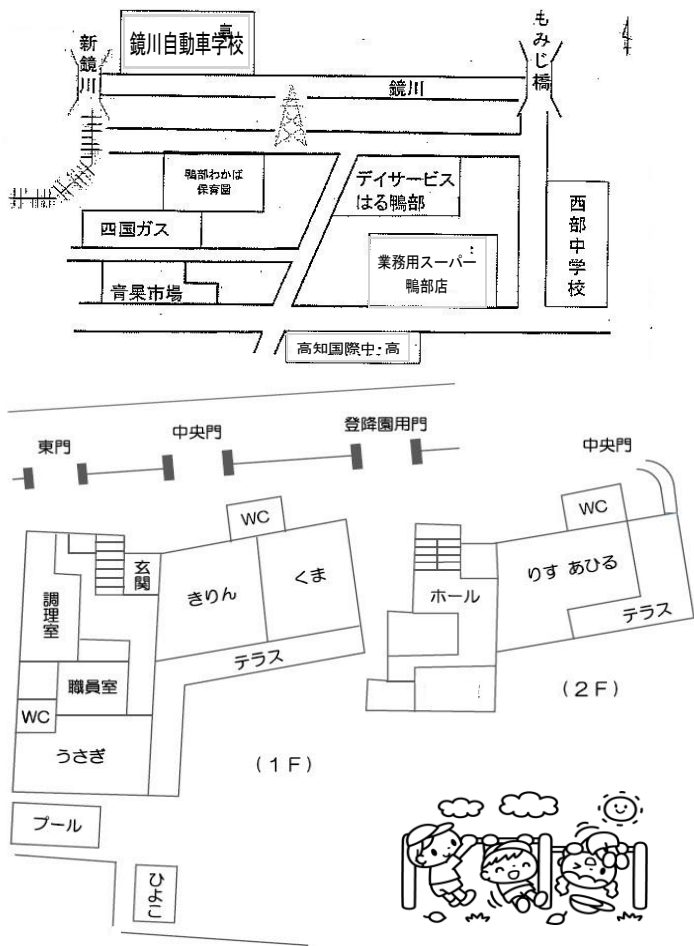 鏡川自動車学校
新鏡川
もみじ橋
鏡川
鴨部わかば
保育園
デイサービス
はる鴨部
四国ガス
西部中学校
業務用スーパー
鴨部店
青果市場
高知国際中・高
東門
中央門
登降園用門
中央門
WC
WC
玄関
きりん
くま
りす あひる
ホール
調理室
テラス
テラス
職員室
(2F)
WC
うさぎ
(1F)
プール
ひよこ